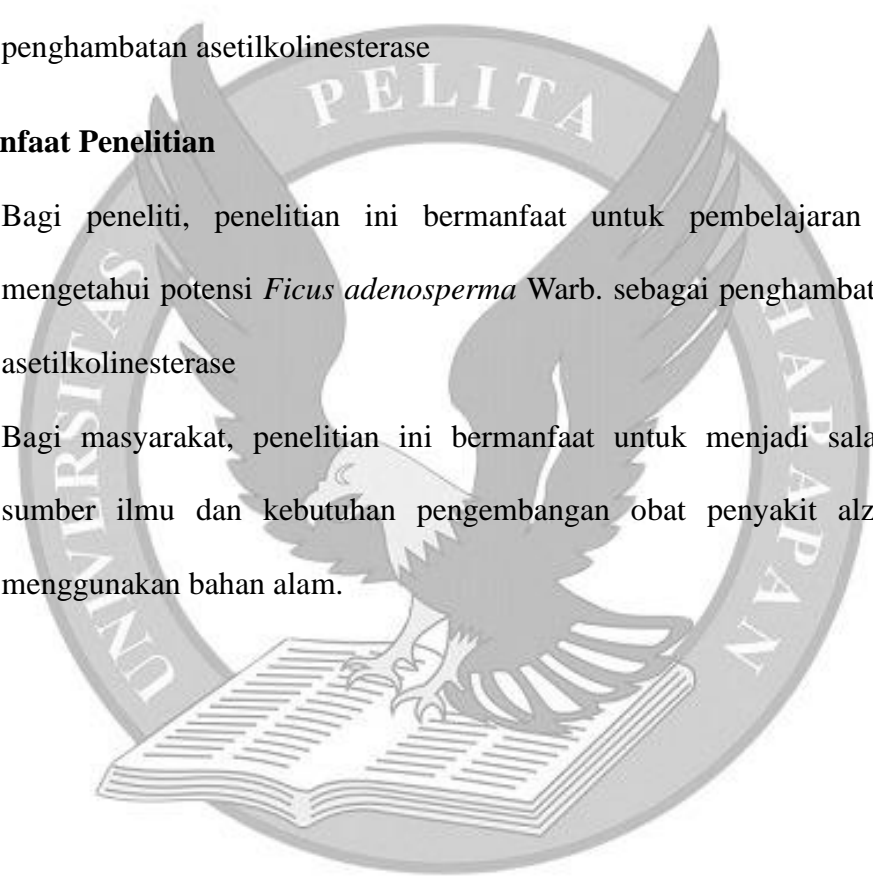 penghambatan asetilkolinesterase
nfaat Penelitian
Bagi peneliti, penelitian ini bermanfaat untuk pembelajaran
mengetahui potensi Ficus adenosperma Warb. sebagai penghambat
asetilkolinesterase
Bagi masyarakat, penelitian ini bermanfaat untuk menjadi sala
sumber ilmu dan kebutuhan pengembangan obat penyakit alz
menggunakan bahan alam.
UNIVERSITAS PELITA HARAPAN